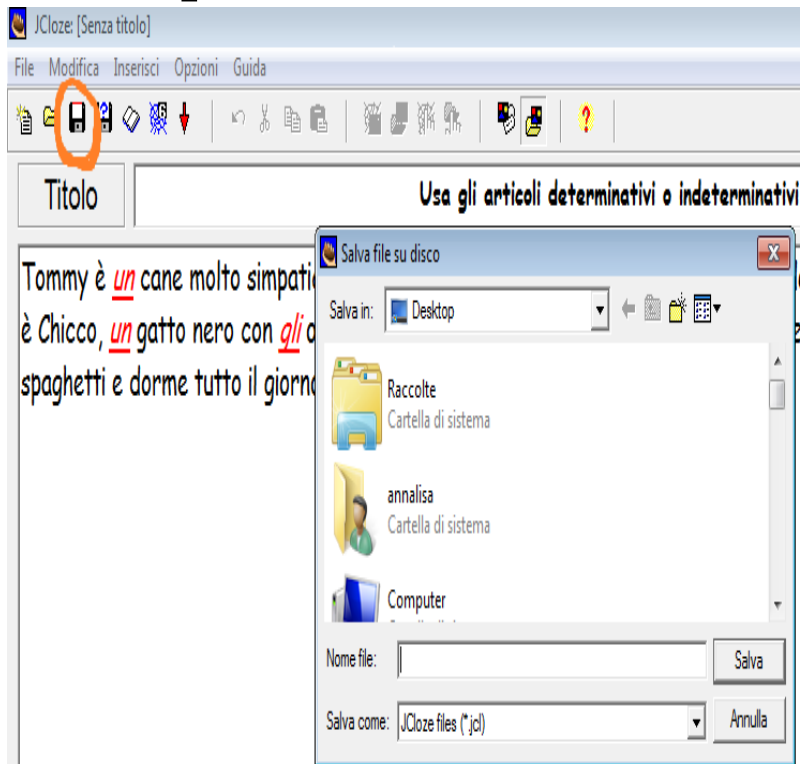 JCloze: [Senza titolo]
File Modifica Inserisci Opzioni Guida
Titolo
Usa gli articoli determinativi o indeterminativi
Tommy è un cane molto
è Chicco, un gatto nero con gli
spaghetti e dorme tutto il
Salva file su disco
Salva in: Desktop
Raccolte
Cartella di sistema
annalisa
Cartella di sistema
Computer
Nome file:
Salva
Salva come: JCloze files (*.jcl)
Annulla